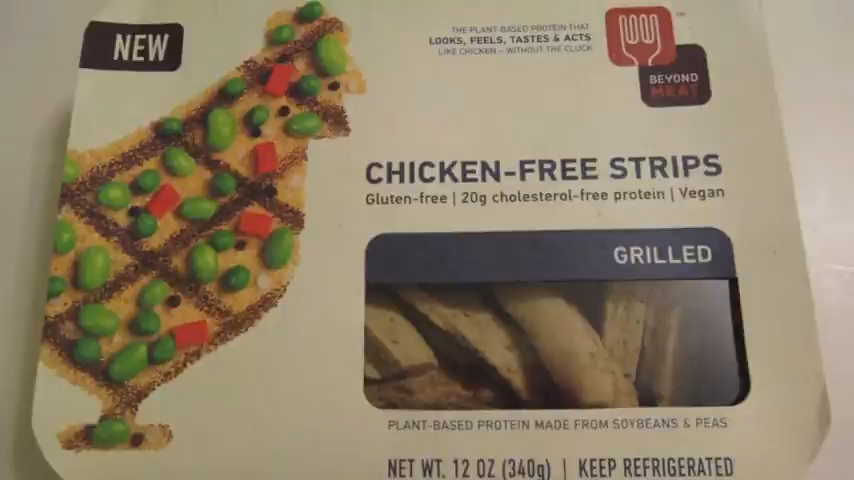 NEW
THE PLANT-BASED PROTEIN THAT
LOOKS, FEELS, TASTES & ACTS
LIKE CHICKEN – WITHOUT THE CLUCK.
™
BEYOND
MEAT
CHICKEN-FREE STRIPS
Gluten-free | 20g cholesterol-free protein | Vegan
GRILLED
PLANT-BASED PROTEIN MADE FROM SOYBEANS & PEAS
NET WT. 12 OZ (340g) | KEEP REFRIGERATED